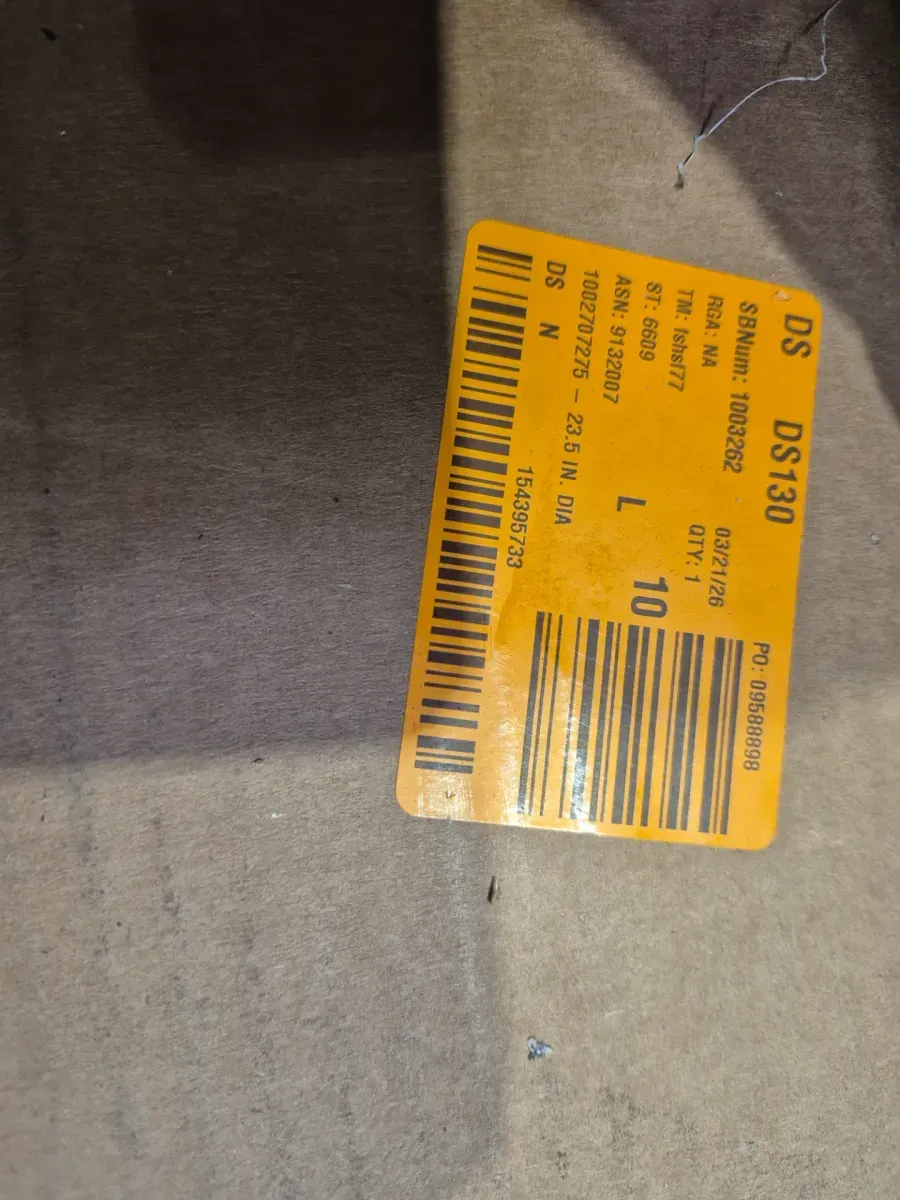 DS DS130
SBNum: 1003262 03/21/26 PO: 09588898
RGA: NA QTY: 1
TM: fshsf77
ST: 6609 10
ASN: 9132007 L
1002707275 - 23.5 IN. DIA
DS N
154395733